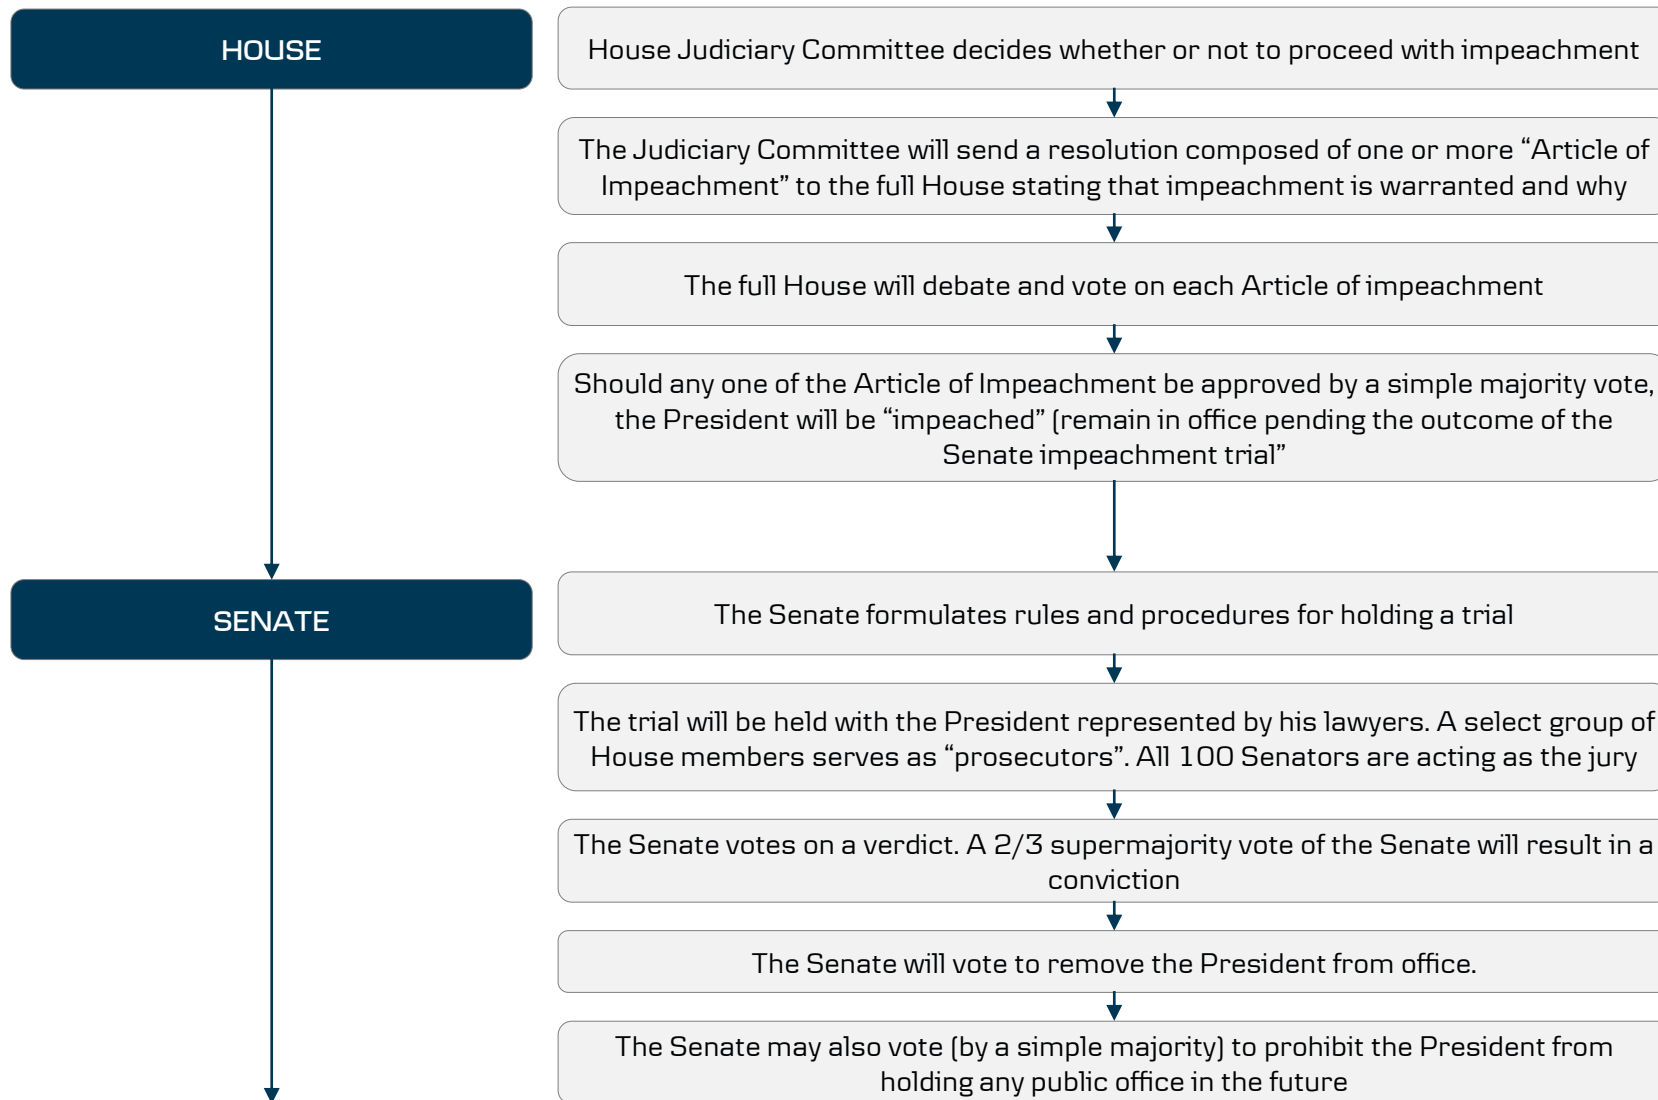 HOUSE
House Judiciary Committee decides whether or not to proceed with impeachment
The Judiciary Committee will send a resolution composed of one or more “Article of
Impeachment” to the full House stating that impeachment is warranted and why
The full House will debate and vote on each Article of impeachment
Should any one of the Article of Impeachment be approved by a simple majority vote,
the President will be “impeached” (remain in office pending the outcome of the
Senate impeachment trial”
SENATE
The Senate formulates rules and procedures for holding a trial
The trial will be held with the President represented by his lawyers. A select group of
House members serves as “prosecutors”. All 100 Senators are acting as the jury
The Senate votes on a verdict. A 2/3 supermajority vote of the Senate will result in a
conviction
The Senate will vote to remove the President from office.
The Senate may also vote (by a simple majority) to prohibit the President from
holding any public office in the future